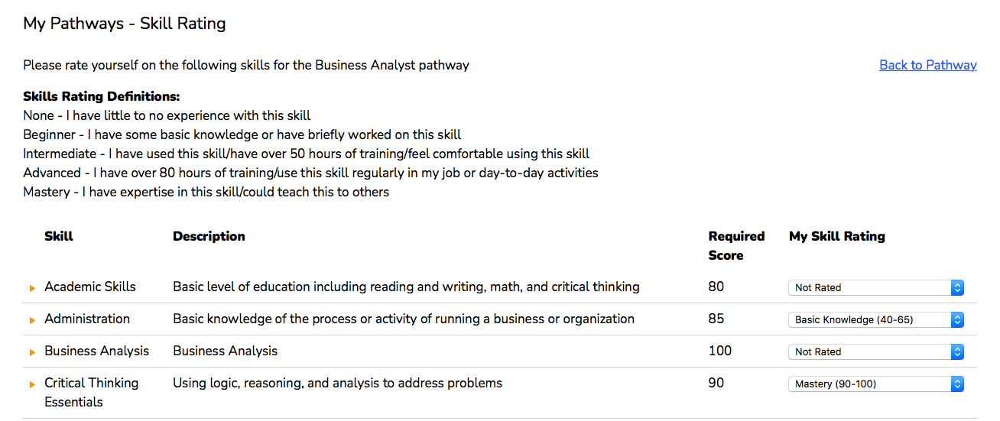 My Pathways - Skill Rating
Please rate yourself on the following skills for the Business Analyst pathway
Back to Pathway
Skills Rating Definitions:
None - I have little to no experience with this skill
Beginner - I have some basic knowledge or have briefly worked on this skill
Intermediate - I have used this skill/have over 50 hours of training/feel comfortable using this skill
Advanced - I have over 80 hours of training/use this skill regularly in my job or day-to-day activities
Mastery - I have expertise in this skill/could teach this to others
Skill Description Required My Skill Rating
Score
Academic Skills Basic level of education including reading and writing, math, and critical thinking 80 Not Rated
Administration Basic knowledge of the process or activity of running a business or organization 85 Basic Knowledge (40-65)
Business Analysis Business Analysis 100 Not Rated
Critical Thinking Using logic, reasoning, and analysis to address problems 90 Mastery (90-100)
Essentials